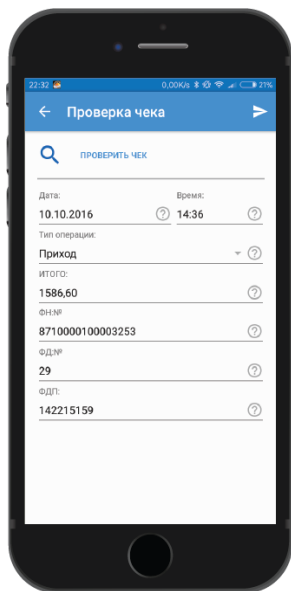 22:32 0,00K/s 21%
Проверка чека
ПРОВЕРИТЬ ЧЕК
Дата: Время:
10.10.2016 14:36
Тип операции:
Приход
ИТОГО:
1586,60
ФН:№
8710000100003253
ФД:№
29
ФДП:
142215159